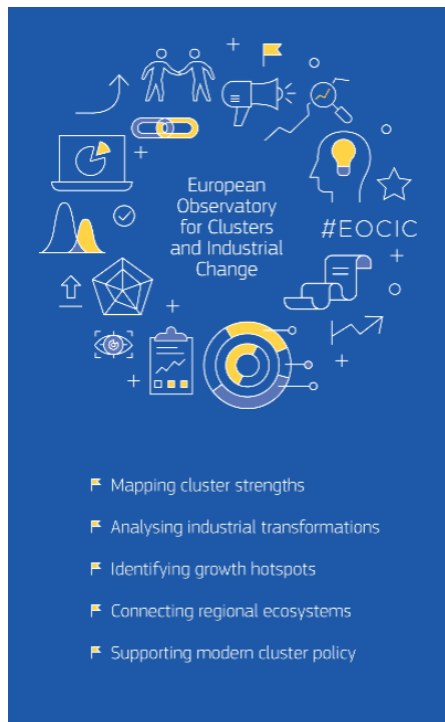 European
Observatory
for Clusters
and Industrial
Change
#EOCIC
Mapping cluster strengths
Analysing industrial transformations
Identifying growth hotspots
Connecting regional ecosystems
Supporting modern cluster policy